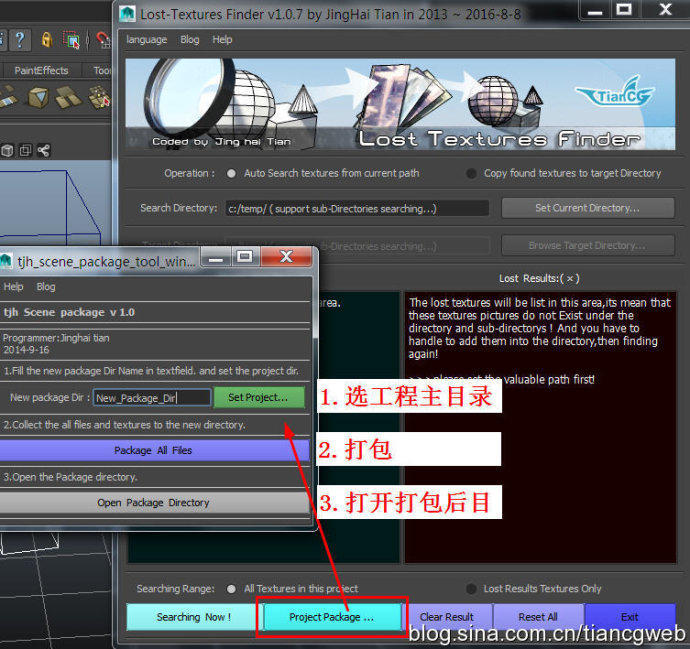 Lost-Textures Finder v1.0.7 by JingHai Tian in 2013 ~ 2016-8-8
language Blog Help
PaintEffects
TianCG
Coded by Jing hai Tian
Lost Textures Finder
Operation : Auto Search textures from current path Copy found textures to target Directory
Search Directory: c:/temp/ ( support sub-Directories searching...) Set Current Directory...
ub-Directories searching...) Browse Target Directory...
Lost Results:( × )
area.
The lost textures will be list in this area,its mean that
these textures pictures do not Exist under the
directory and sub-directorys ! And you have to
handle to add them into the directory,then finding
again!
tjh_scene_package_tool_win...
Help Blog
tjh Scene package v 1.0
Programmer:Jinghai tian
2014-9-16
1.Fill the new package Dir Name in textfield. and set the project dir.
New package Dir : New_Package_Dir Set Project...
2.Collect the all files and textures to the new directory.
Package All Files
3.Open the Package directory.
Open Package Directory
1.选工程主目录
2.打包
3.打开打包后目
Searching Range: All Textures in this project Lost Results Textures Only
Searching Now ! Project Package ... Clear Result Reset All Exit
blog.sina.com.cn/tiancgweb